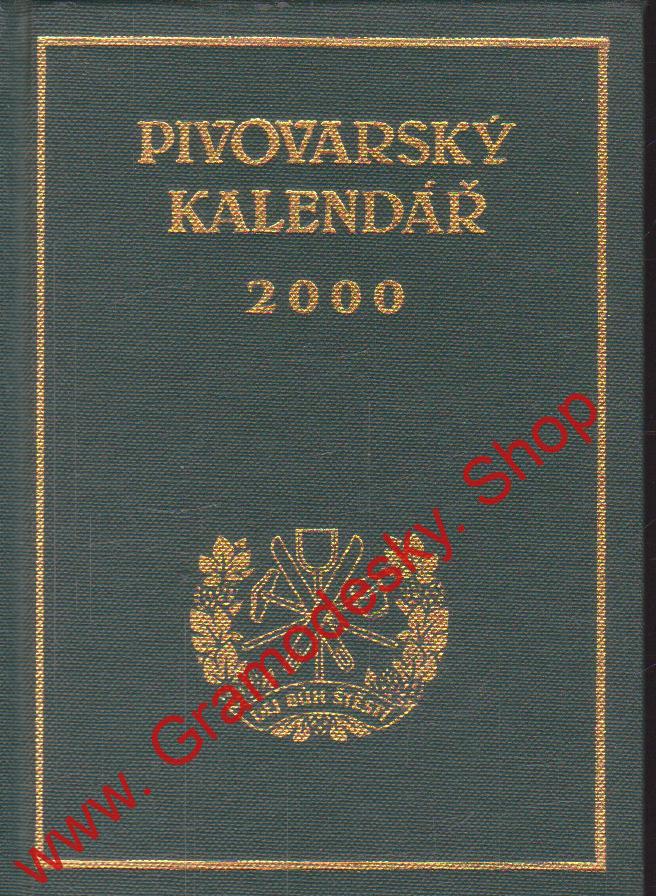 PIVOVARSKÝ
KALENDÁŘ
2000
DEJ BŮH ŠTĚSTÍ
www. Gramodesky. Shop